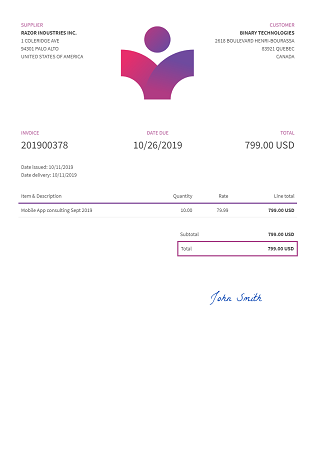 SUPPLIER
RAZOR INDUSTRIES INC.
1 COLERIDGE AVE
94301 PALO ALTO
UNITED STATES OF AMERICA
CUSTOMER
BINARY TECHNOLOGIES
2618 BOULEVARD HENRI-BOURASSA
83921 QUEBEC
CANADA
INVOICE DATE DUE TOTAL
201900378 10/26/2019 799.00 USD
Date issued: 10/11/2019
Date delivery: 10/11/2019
Item & Description Quantity Rate Line total
Mobile App consulting Sept 2019 10.00 79.99 799.00 USD
Subtotal 799.00 USD
Total 799.00 USD
John Smith